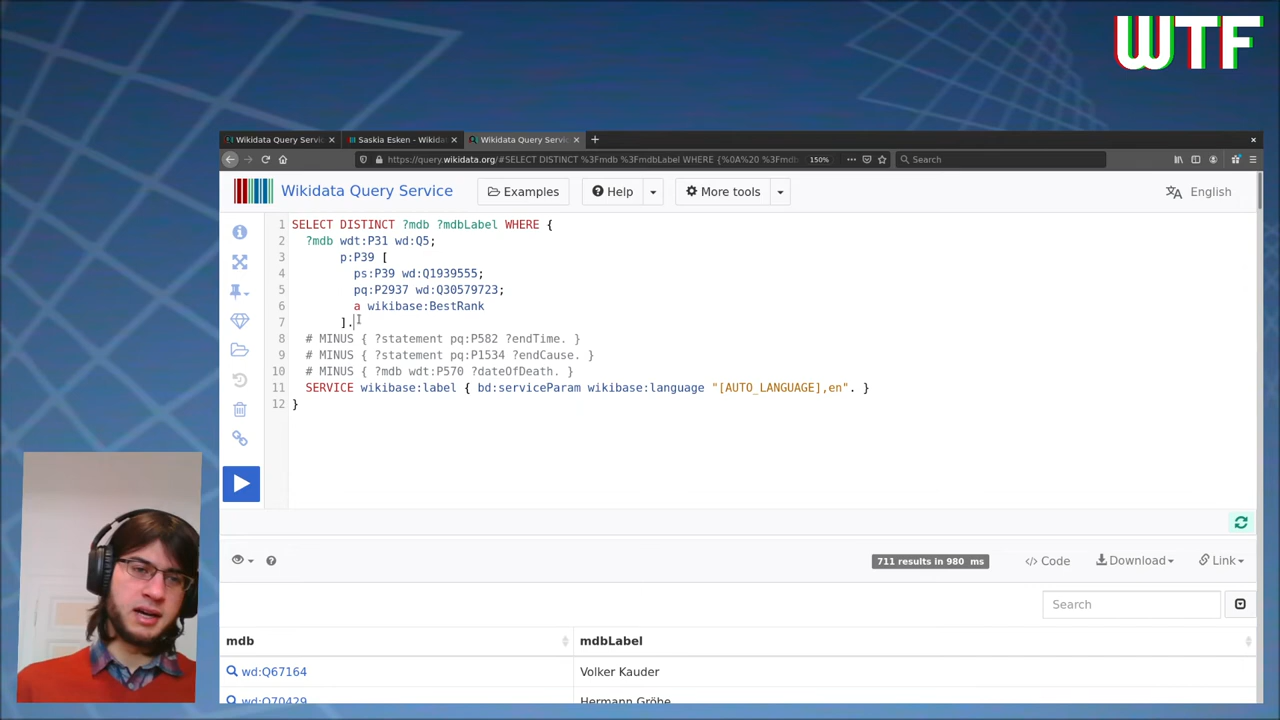 WTF
Wikidata Query Servic
Saskia Esken - Wikidat
Wikidata Query Servic
https://query.wikidata.org/#SELECT DISTINCT %3Fmdb %3FmdbLabel WHERE {%0A%20 %3Fmdb
150%
Search
Wikidata Query Service
Examples
Help
More tools
English
1 SELECT DISTINCT ?mdb ?mdbLabel WHERE {
2 ?mdb wdt:P31 wd:Q5;
3 p:P39 [
4 ps:P39 wd:Q1939555;
5 pq:P2937 wd:Q30579723;
6 a wikibase:BestRank
7 ].
8 # MINUS { ?statement pq:P582 ?endTime. }
9 # MINUS { ?statement pq:P1534 ?endCause. }
10 # MINUS { ?mdb wdt:P570 ?dateOfDeath. }
11 SERVICE wikibase:label { bd:serviceParam wikibase:language "[AUTO_LANGUAGE],en". }
12 }
711 results in 980 ms
</> Code
Download
Link
Search
mdb
mdbLabel
wd:Q67164
Volker Kauder
wd:Q70429
Hermann Gröhe